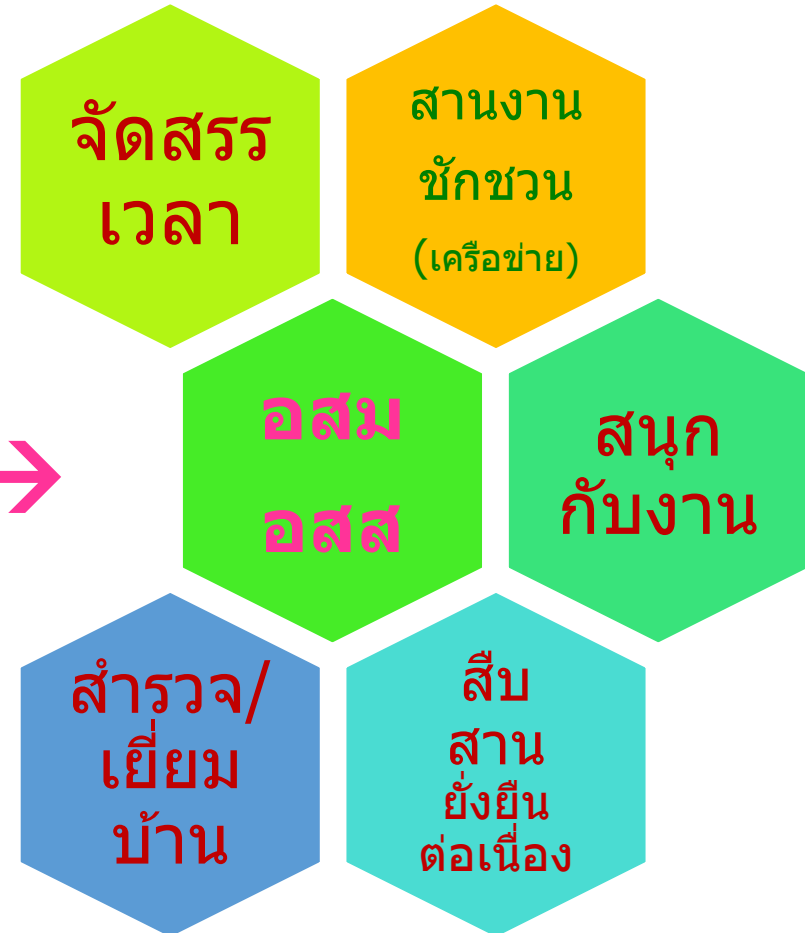 จัดสรร
เวลา
สานงาน
ชักชวน
(เครือข่าย)
อสม
อสส
สนุก
กับงาน
สำรวจ/
เยี่ยม
บ้าน
สืบ
สาน
ยั่งยืน
ต่อเนื่อง